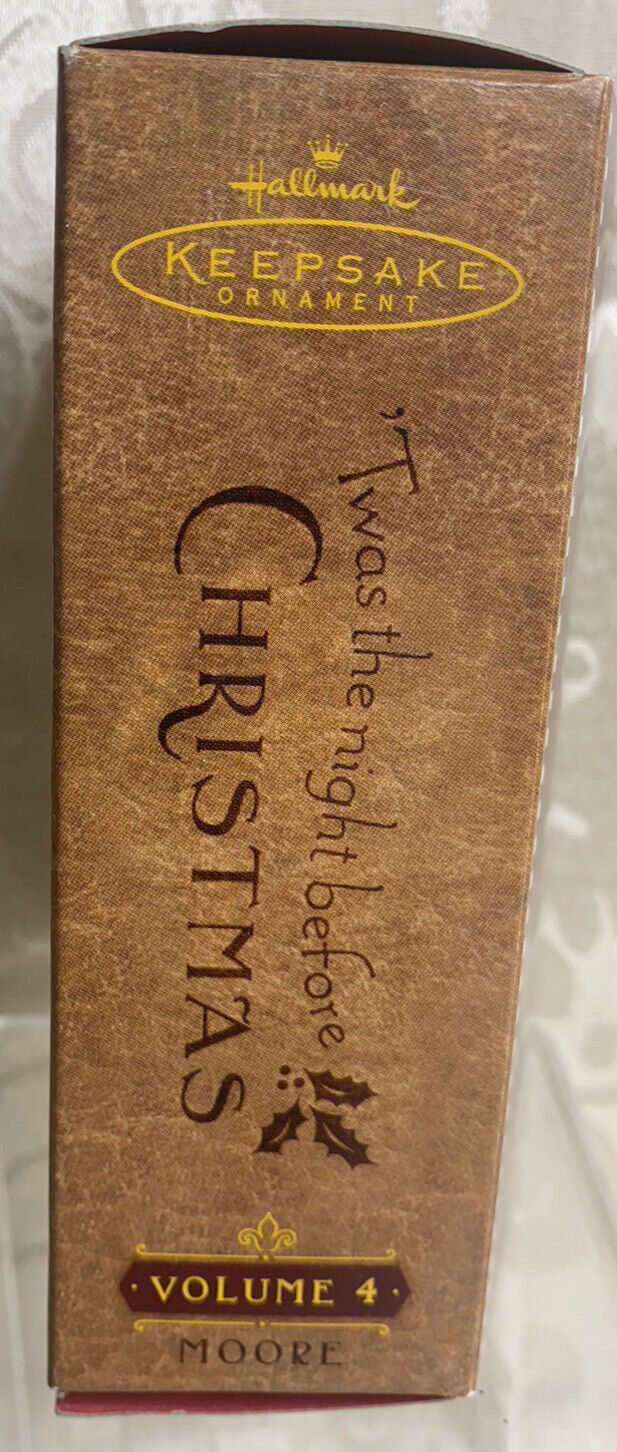 Hallmark
KEEPSAKE
ORNAMENT
'Twas the night before
CHRISTMAS
VOLUME 4
MOORE